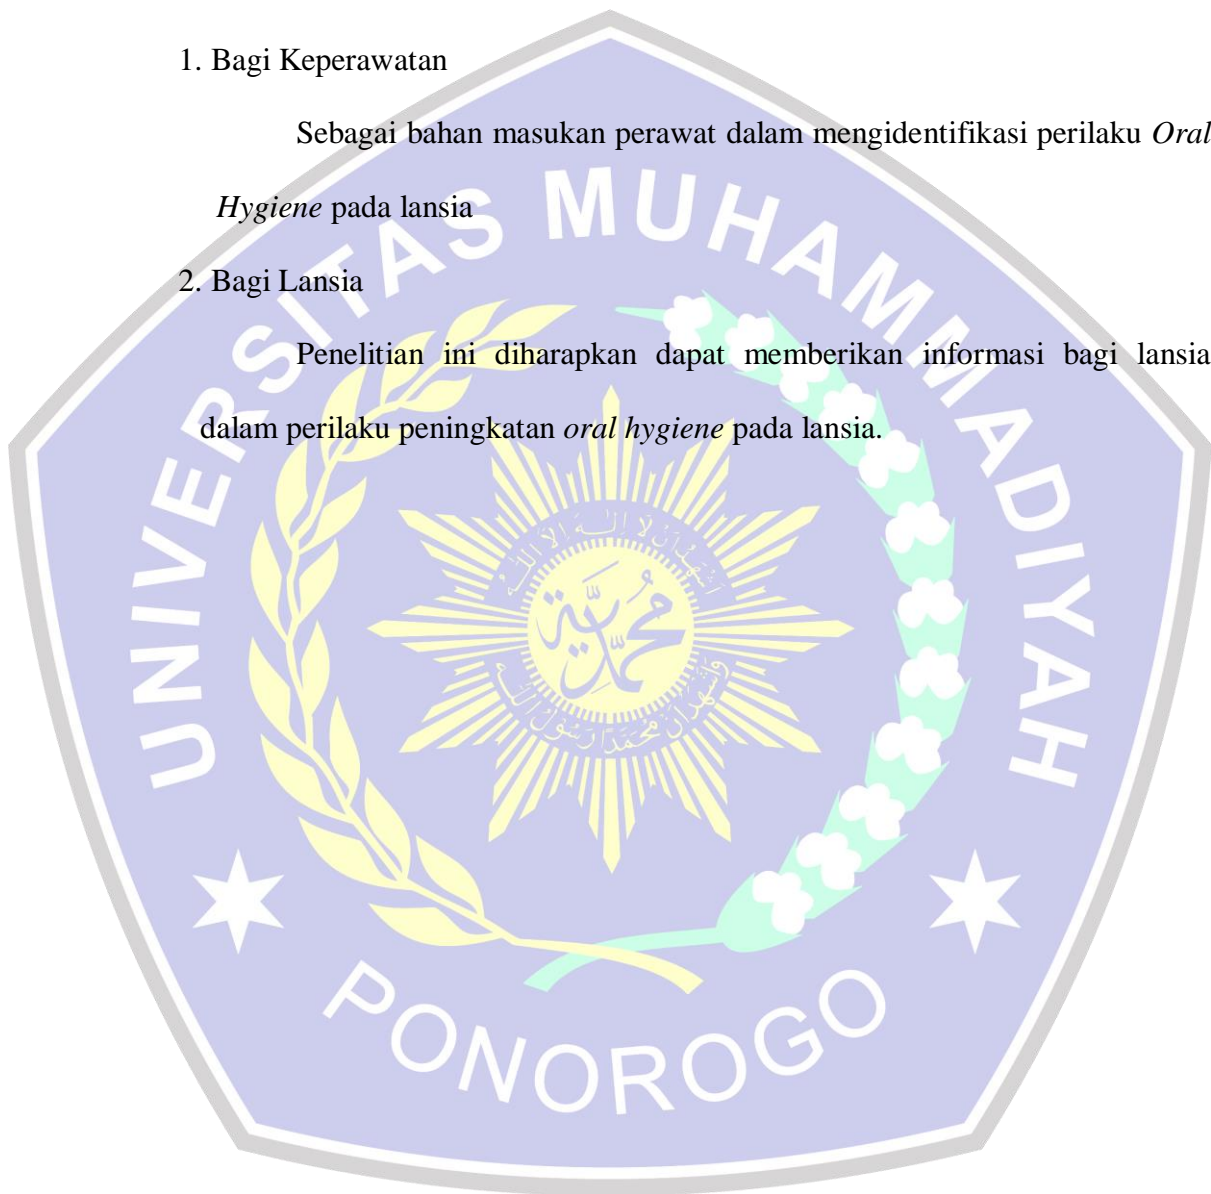 1. Bagi Keperawatan
Sebagai bahan masukan perawat dalam mengidentifikasi perilaku Oral
Hygiene pada lansia
2. Bagi Lansia
Penelitian ini diharapkan dapat memberikan informasi bagi lansia
dalam perilaku peningkatan oral hygiene pada lansia.
UNIVERSITAS MUHAMMADIYAH
محمدية
PONOROGO